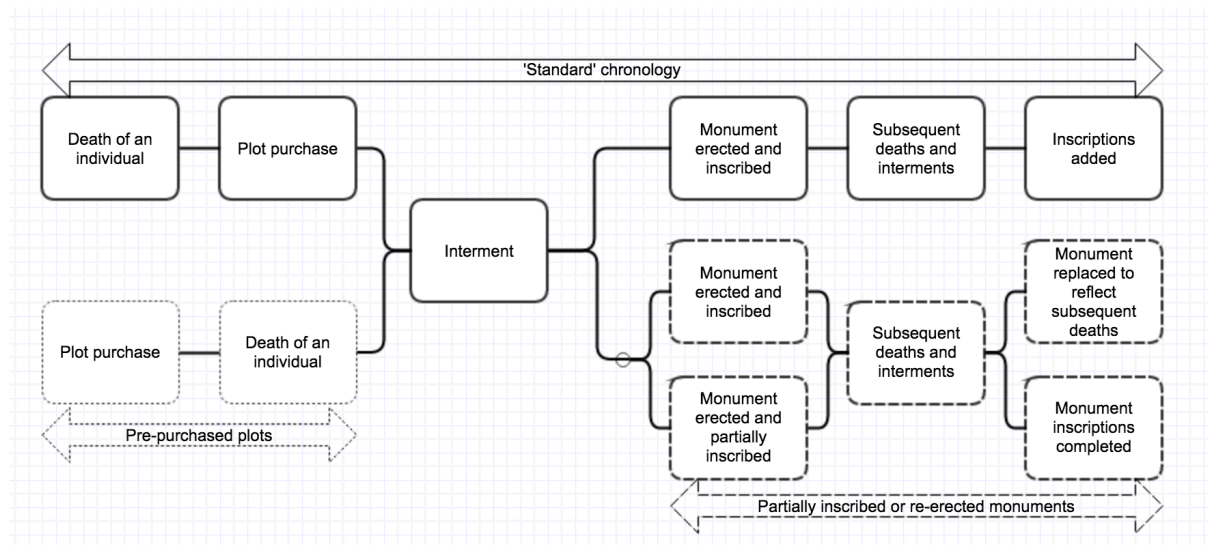 'Standard' chronology
Death of an
individual
Plot purchase
Interment
Monument
erected and
inscribed
Subsequent
deaths and
interments
Inscriptions
added
Plot purchase
Death of an
individual
Pre-purchased plots
Monument
erected and
inscribed
Monument
erected and
partially
inscribed
Subsequent
deaths and
interments
Monument
replaced to
reflect
subsequent
deaths
Monument
inscriptions
completed
Partially inscribed or re-erected monuments